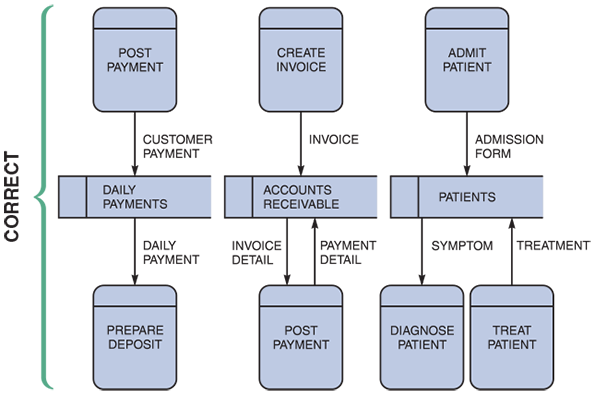 CORRECT
POST
PAYMENT
CREATE
INVOICE
ADMIT
PATIENT
CUSTOMER
PAYMENT
INVOICE
ADMISSION
FORM
DAILY
PAYMENTS
ACCOUNTS
RECEIVABLE
PATIENTS
DAILY
PAYMENT
INVOICE
DETAIL
PAYMENT
DETAIL
SYMPTOM
TREATMENT
PREPARE
DEPOSIT
POST
PAYMENT
DIAGNOSE
PATIENT
TREAT
PATIENT